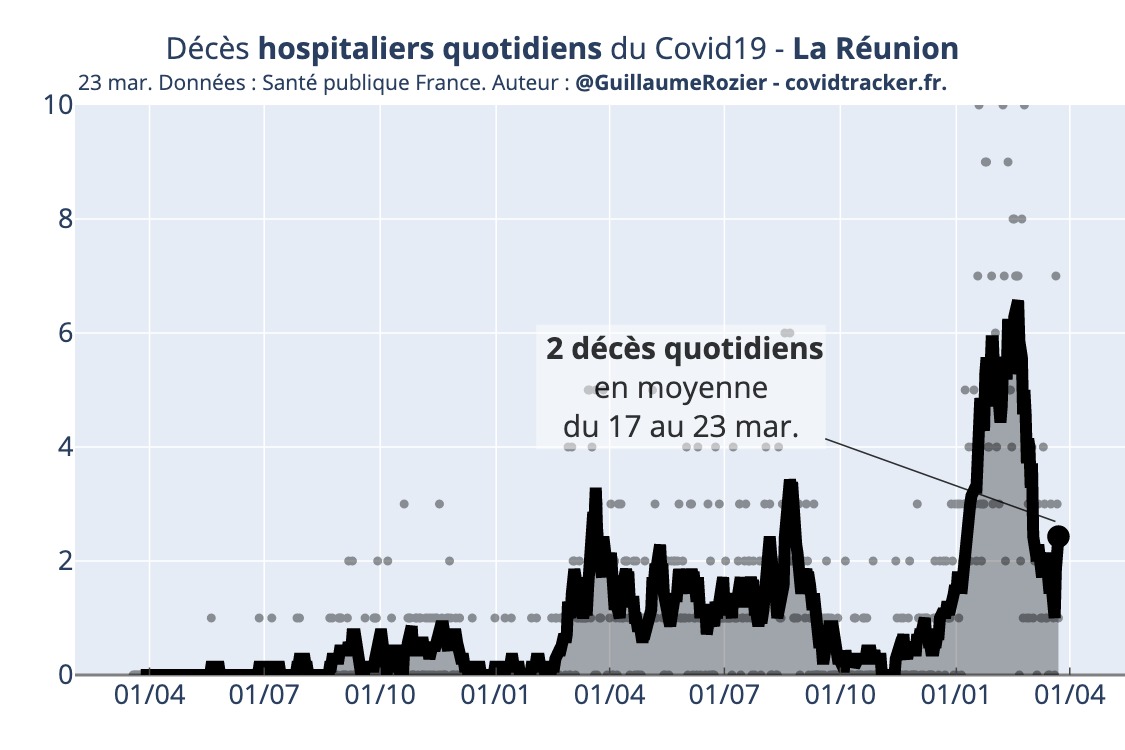 Décès hospitaliers quotidiens du Covid19 - La Réunion
23 mar. Données : Santé publique France. Auteur : @GuillaumeRozier - covidtracker.fr.
10
8
6
4
2
0
2 décès quotidiens
en moyenne
du 17 au 23 mar.
01/04 01/07 01/10 01/01 01/04 01/07 01/10 01/01 01/04